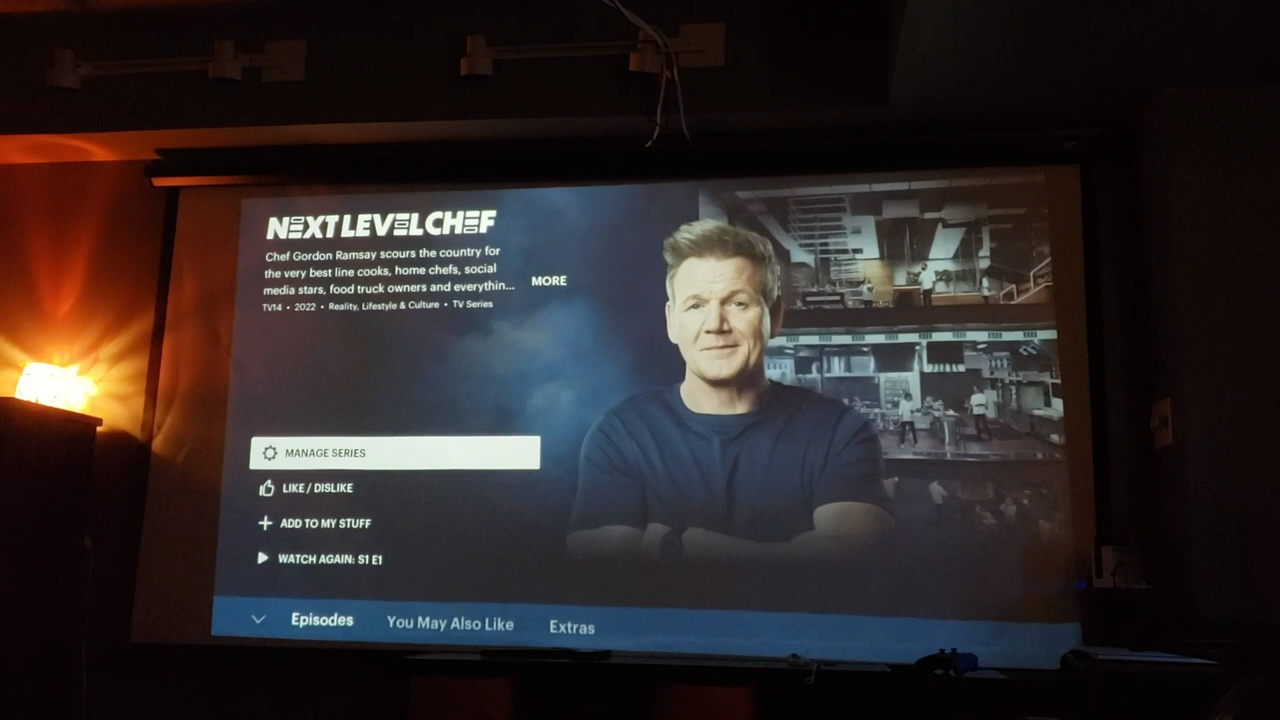 NEXT LEVEL CHEF
Chef Gordon Ramsay scours the country for
the very best line cooks, home chefs, social
media stars, food truck owners and everythin...
MORE
TV14 • 2022 • Reality, Lifestyle & Culture • TV Series
MANAGE SERIES
LIKE / DISLIKE
ADD TO MY STUFF
WATCH AGAIN: S1 E1
Episodes You May Also Like Extras